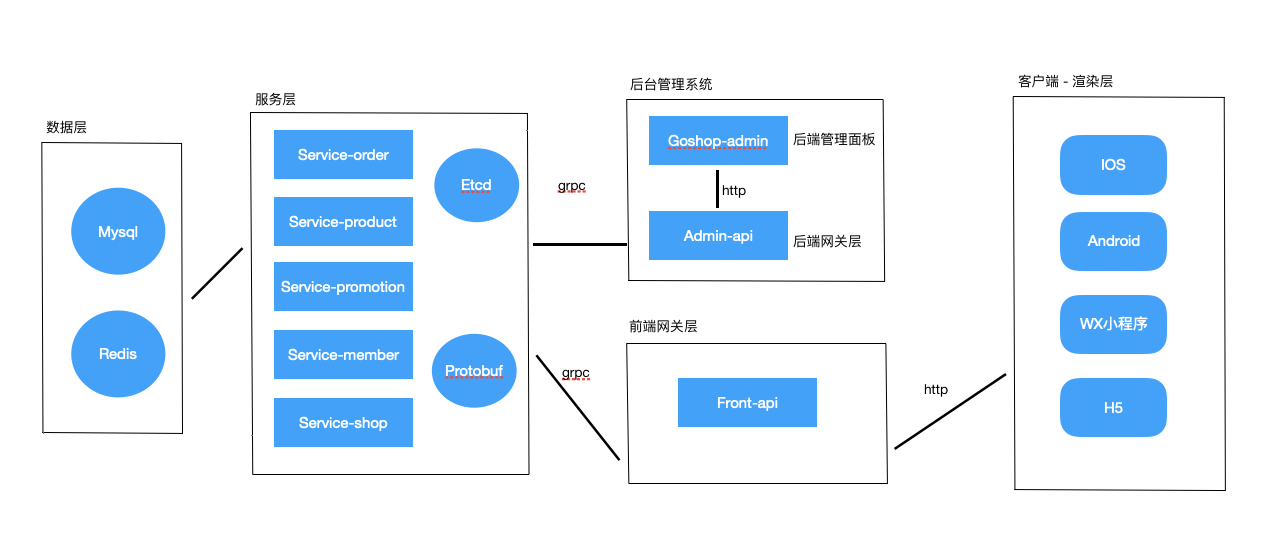 数据层
Mysql
Redis
服务层
Service-order
Service-product
Service-promotion
Service-member
Service-shop
Etcd
Protobuf
grpc
grpc
后台管理系统
Goshop-admin
后端管理面板
http
Admin-api
后端网关层
前端网关层
Front-api
http
客户端 - 渲染层
IOS
Android
WX小程序
H5